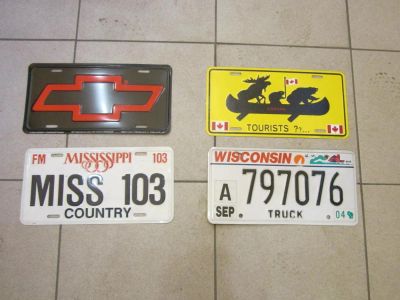 TOURISTS ?!...
FM MISSISSIPPI 103
MISS 103
COUNTRY
WISCONSIN
A SEP 797076
TRUCK 04